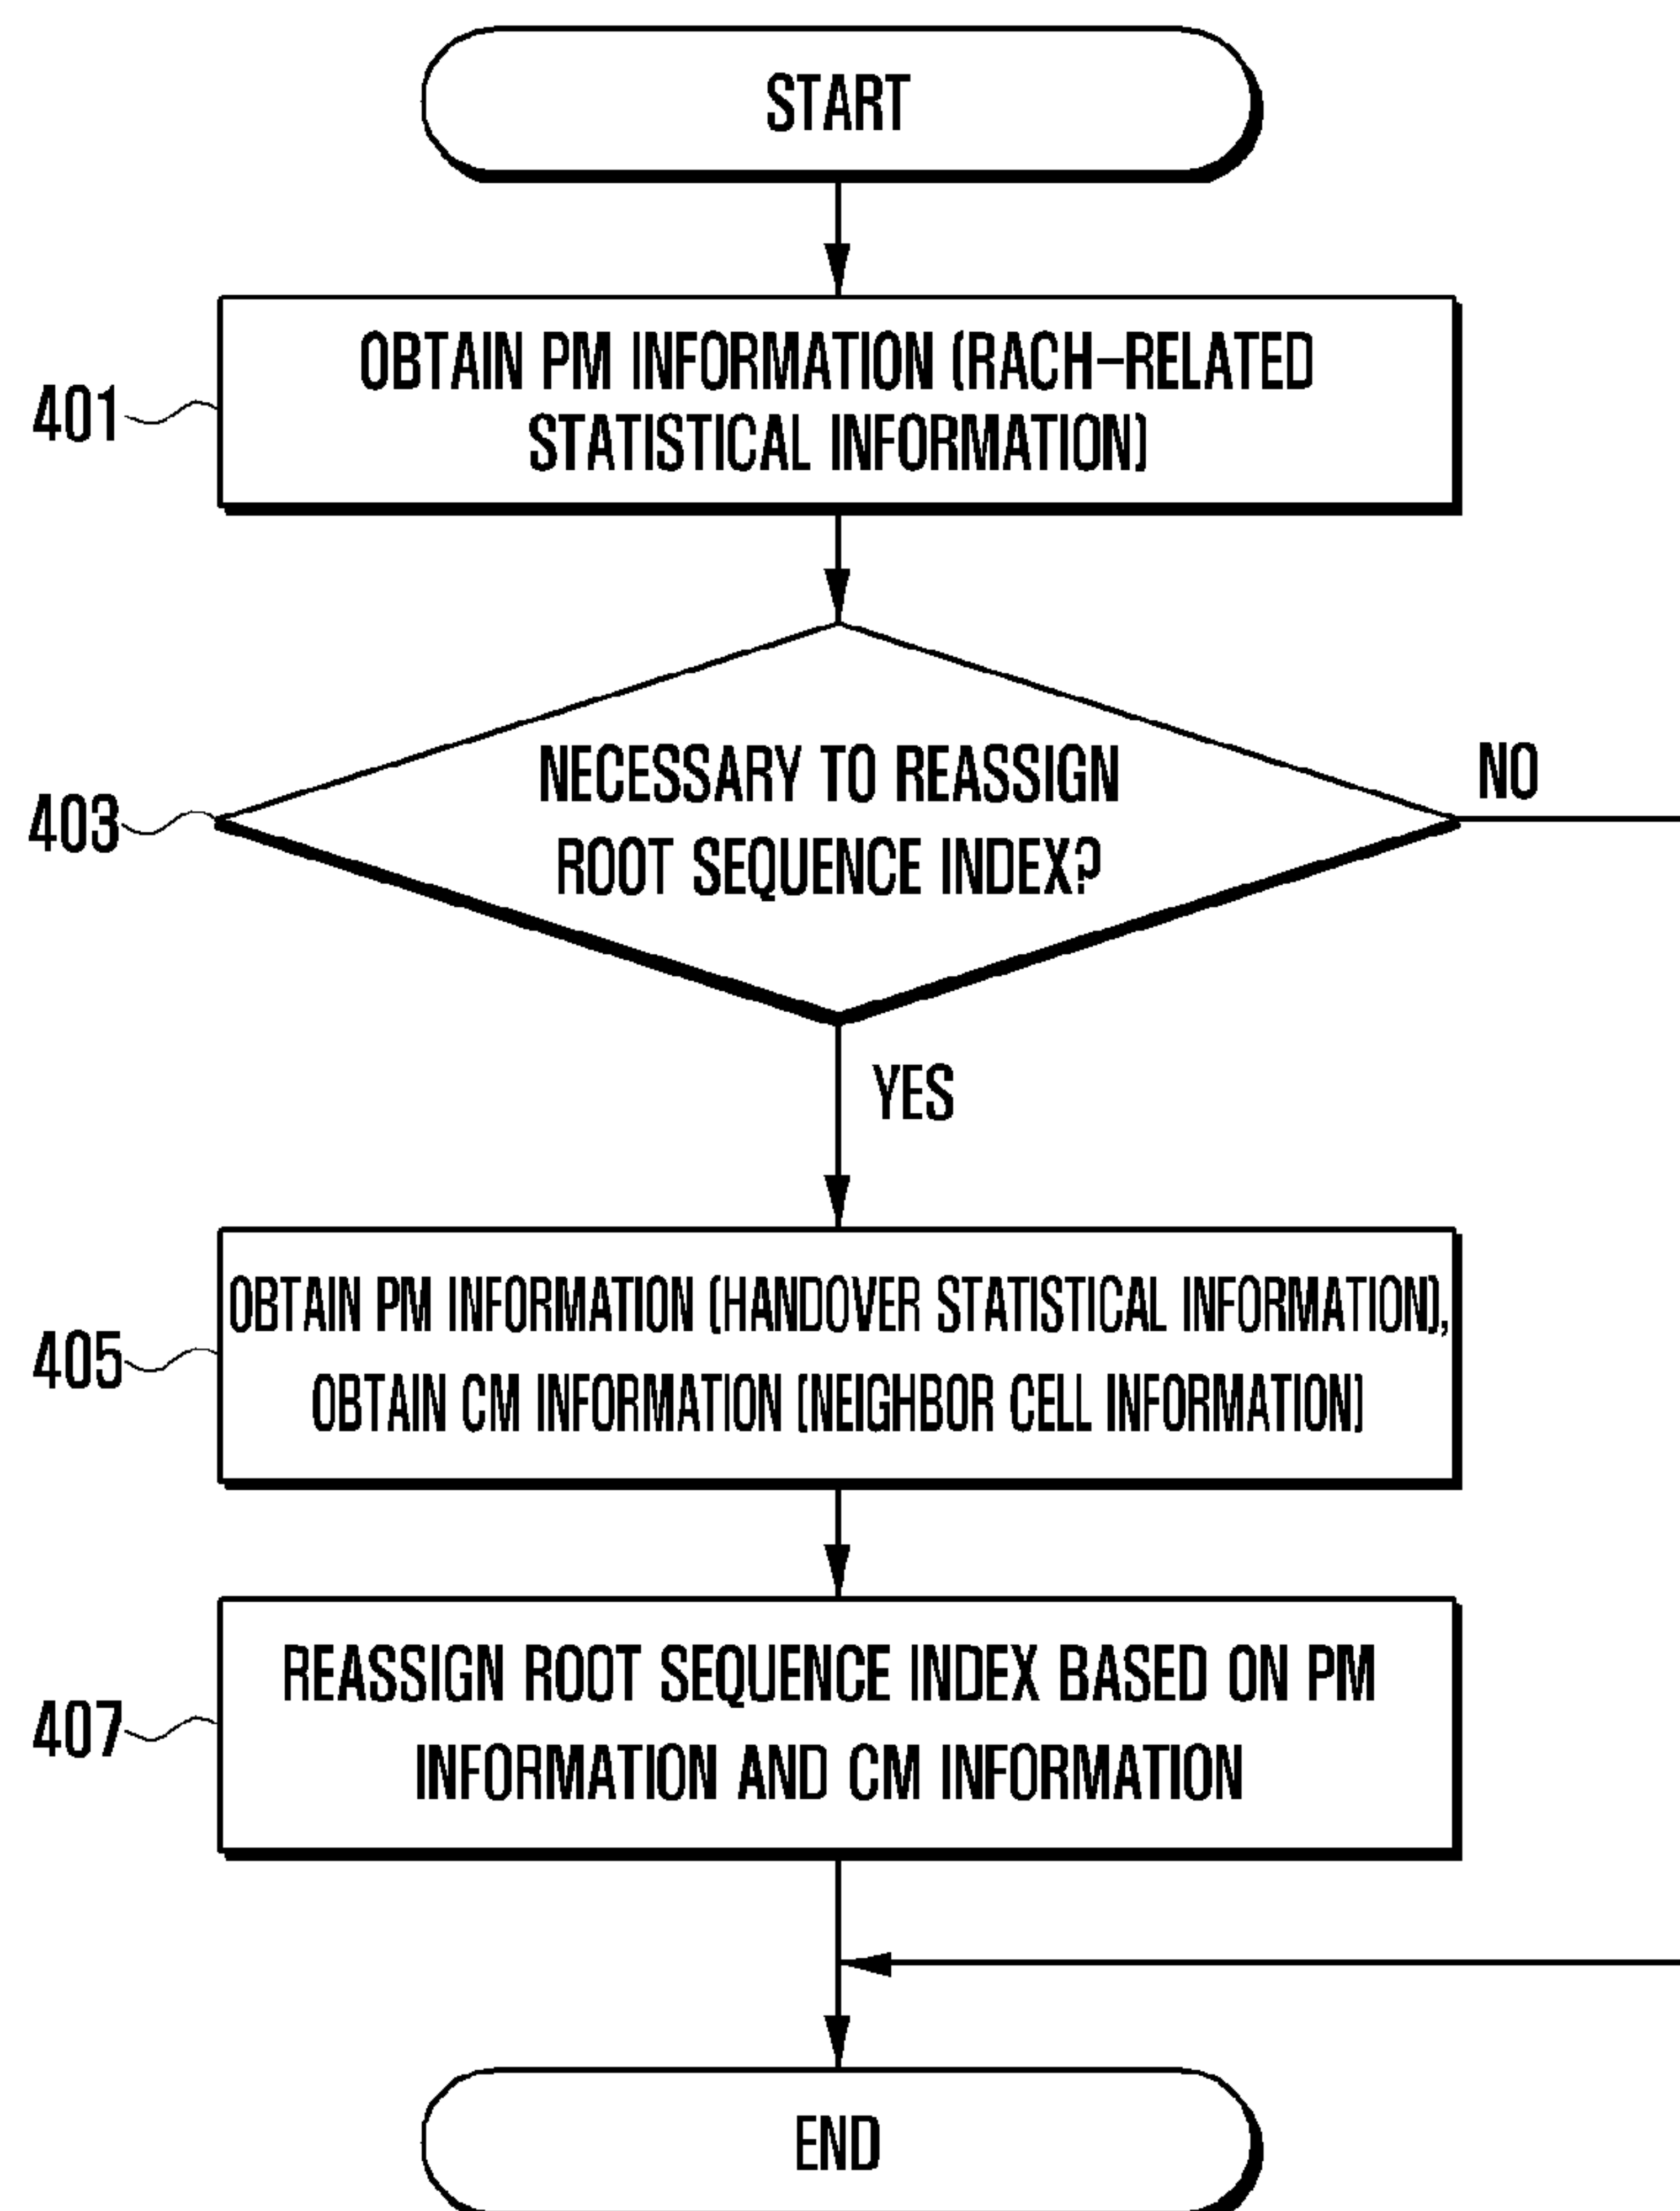 START
401
OBTAIN PM INFORMATION (RACH-RELATED
STATISTICAL INFORMATION)
403
NECESSARY TO REASSIGN
ROOT SEQUENCE INDEX?
NO
YES
405
OBTAIN PM INFORMATION (HANDOVER STATISTICAL INFORMATION),
OBTAIN CM INFORMATION (NEIGHBOR CELL INFORMATION)
407
REASSIGN ROOT SEQUENCE INDEX BASED ON PM
INFORMATION AND CM INFORMATION
END